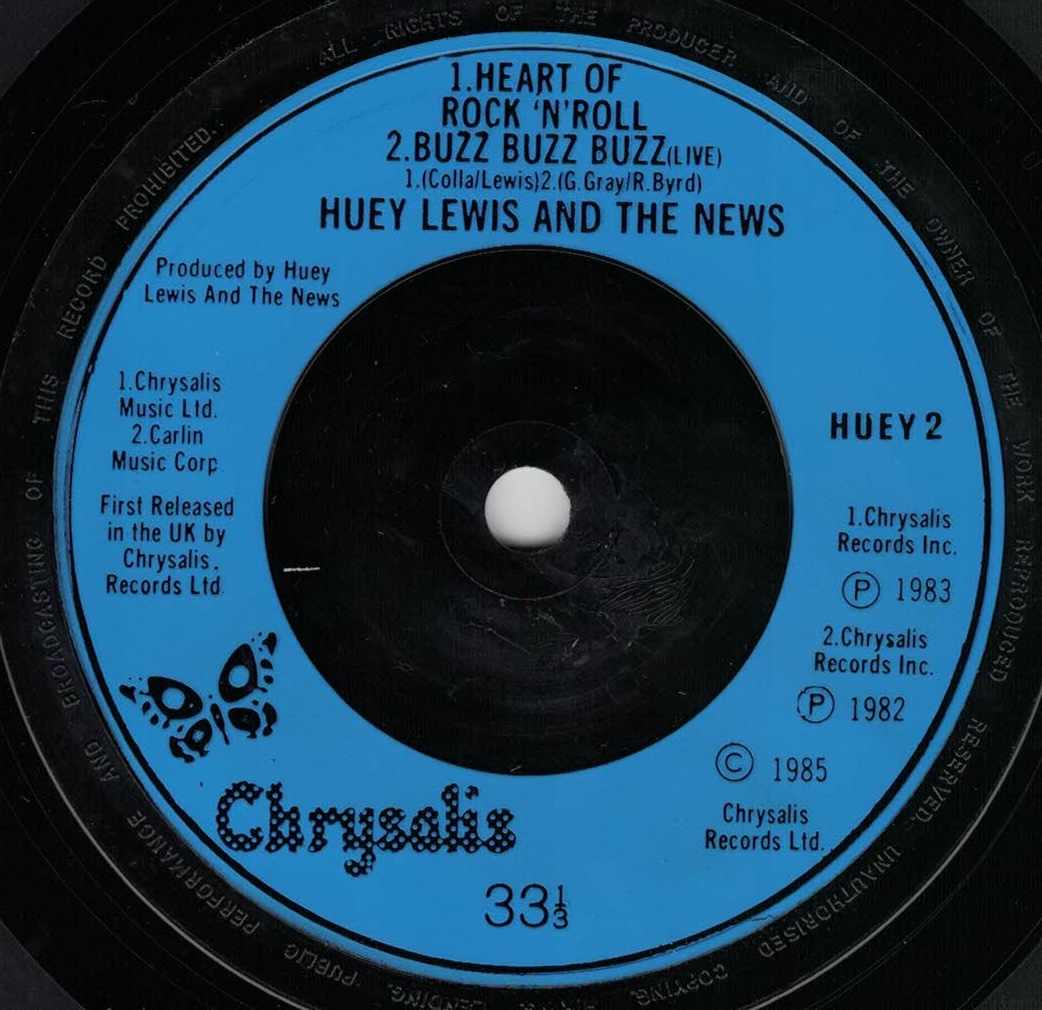 1.HEART OF
ROCK 'N'ROLL
2.BUZZ BUZZ BUZZ(LIVE)
1.(Colla/Lewis)2.(G.Gray/R.Byrd)
HUEY LEWIS AND THE NEWS
Produced by Huey
Lewis And The News
1.Chrysalis
Music Ltd.
2.Carlin
Music Corp
First Released
in the UK by
Chrysalis.
Records Ltd
HUEY 2
1.Chrysalis
Records Inc.
Ⓟ 1983
2.Chrysalis
Records Inc.
Ⓟ 1982
© 1985
Chrysalis
Records Ltd.
Chrysalis
33⅓
ALL RIGHTS OF THE PRODUCER AND OF THE OWNER OF THE WORK REPRODUCED RESERVED. UNAUTHORISED COPYING, LENDING, PUBLIC PERFORMANCE AND BROADCASTING OF THIS RECORD PROHIBITED.